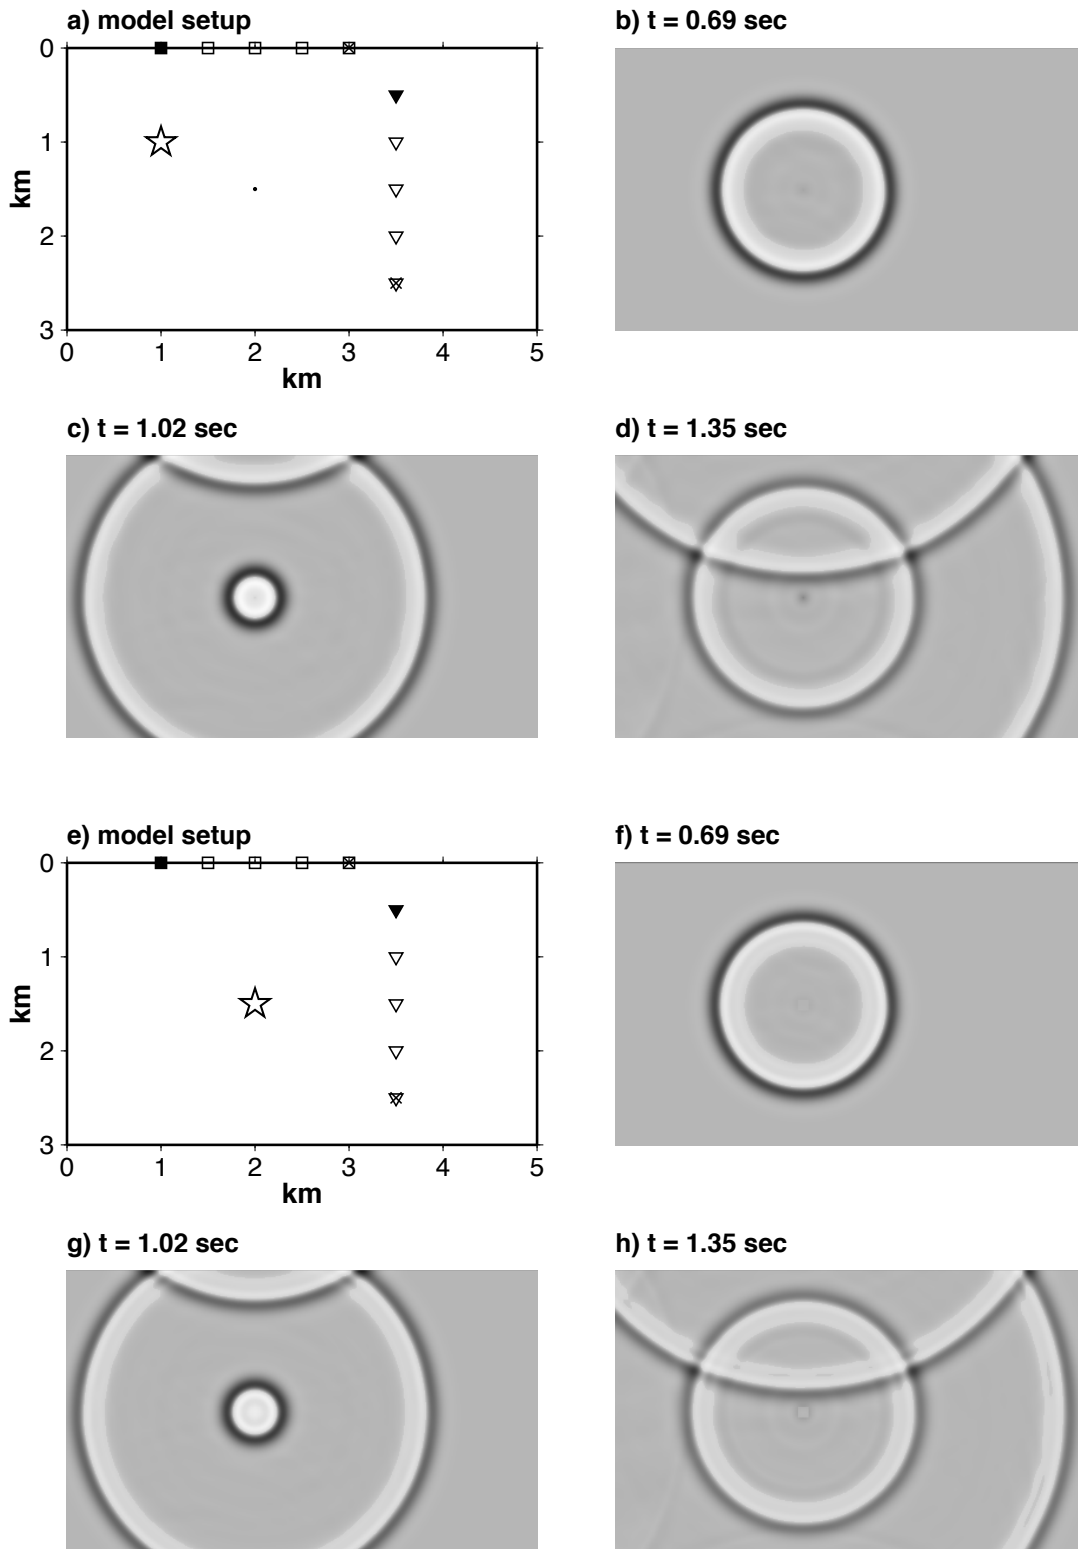 a) model setup
b) t = 0.69 sec
0
1
2
3
km
0 1 2 3 4 5
km
c) t = 1.02 sec
d) t = 1.35 sec
e) model setup
f) t = 0.69 sec
0
1
2
3
km
0 1 2 3 4 5
km
g) t = 1.02 sec
h) t = 1.35 sec